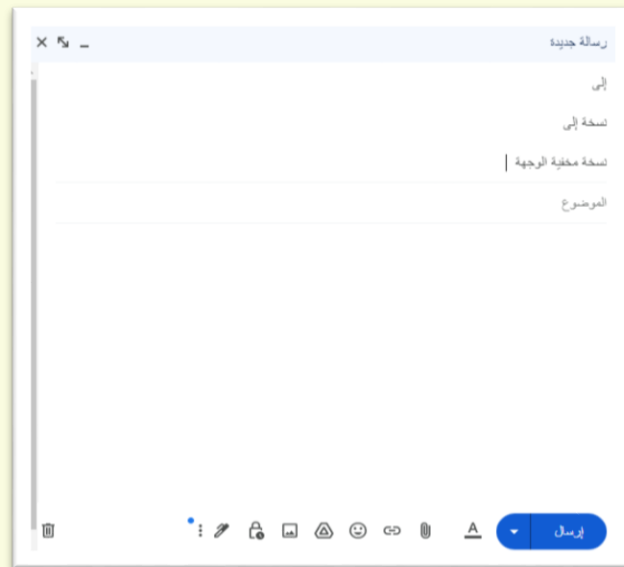 رسالة جديدة
إلى
نسخة إلى
نسخة مخفية الوجهة
الموضوع
إرسال
A